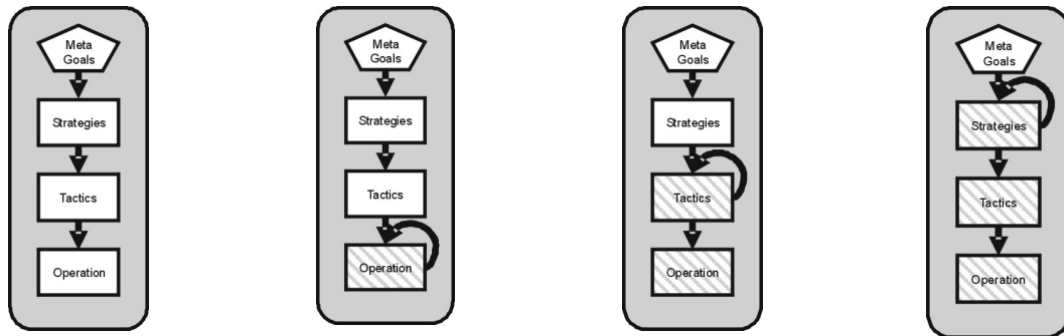 Meta
Goals
Strategies
Tactics
Operation
Meta
Goals
Strategies
Tactics
Operation
Meta
Goals
Strategies
Tactics
Operation
Meta
Goals
Strategies
Tactics
Operation